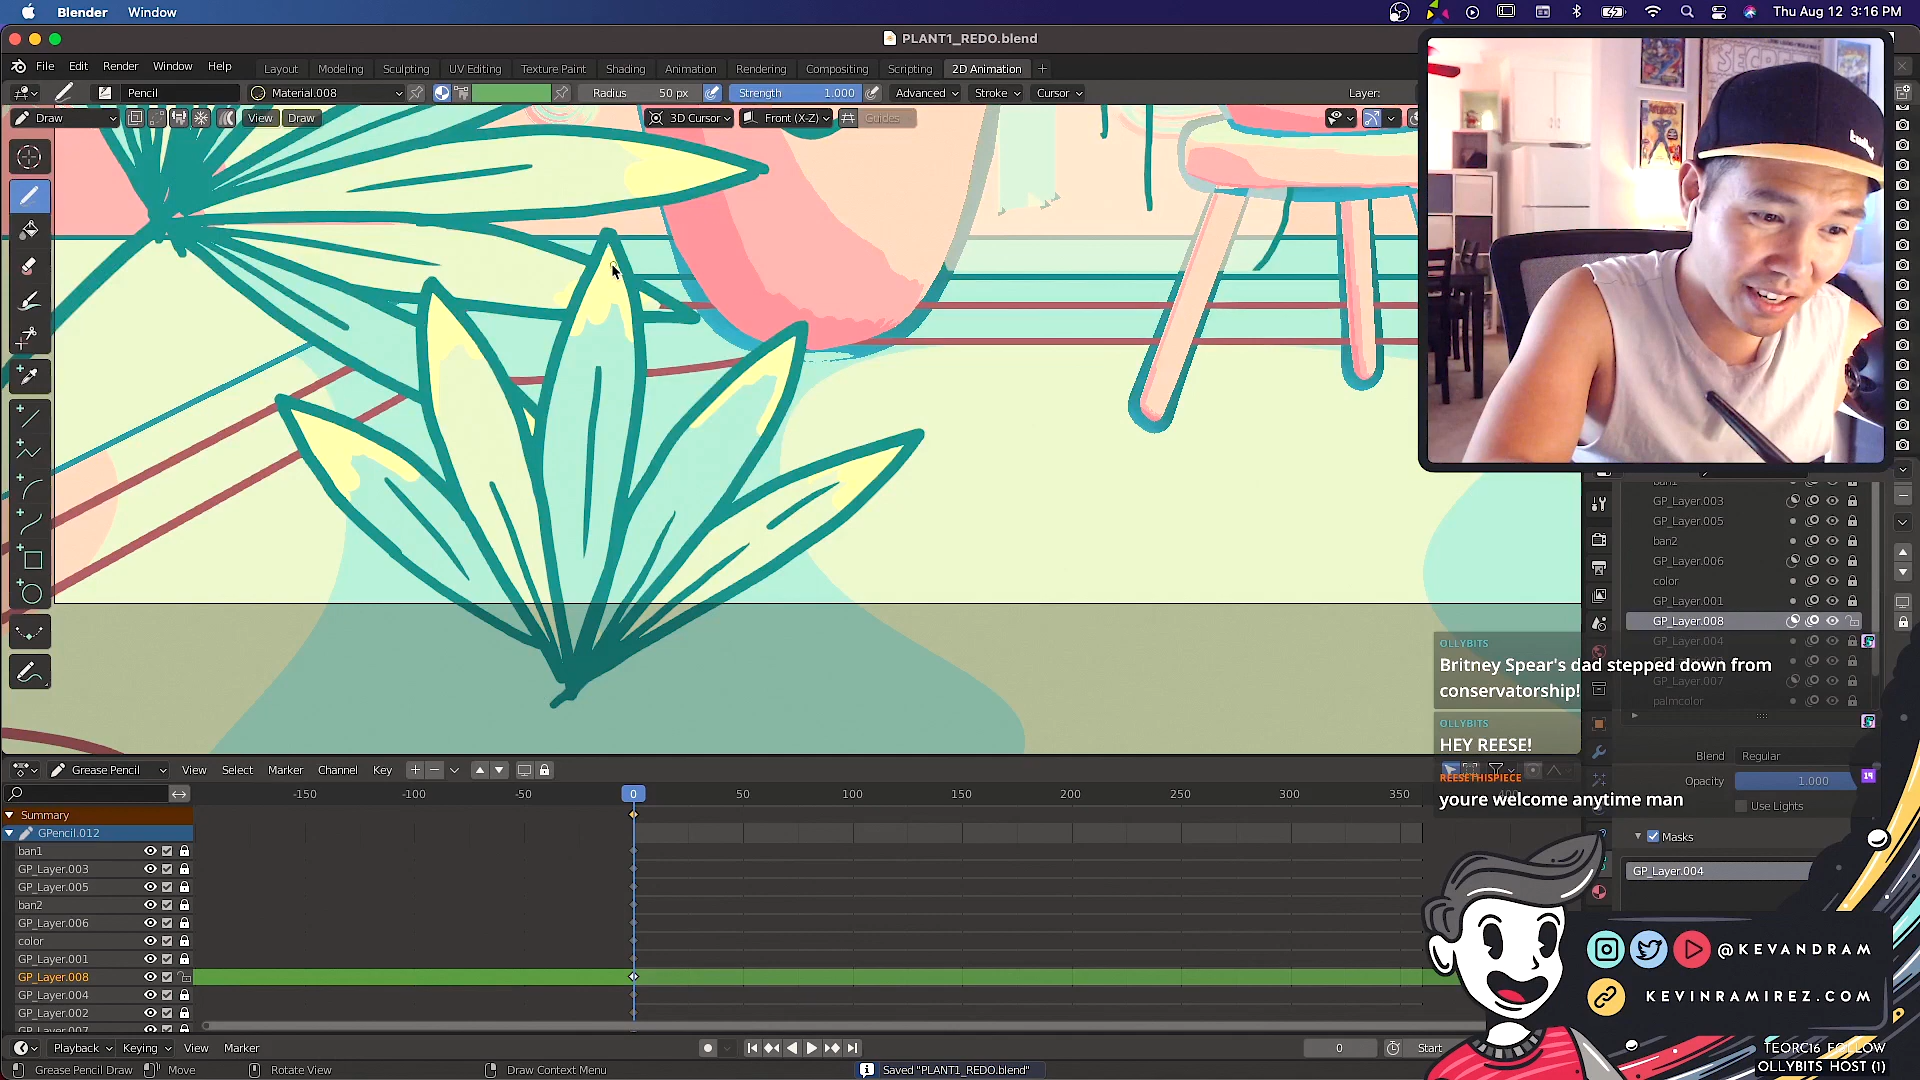 Blender Window Thu Aug 12 3:16 PM
PLANT1_REDO.blend
File Edit Render Window Help Layout Modeling Sculpting UV Editing Texture Paint Shading Animation Rendering Compositing Scripting 2D Animation +
Pencil Material.008 Radius 50 px Strength 1.000 Advanced Stroke Cursor Layer:
Draw View Draw 3D Cursor Front (X-Z) Guides
GP_Layer.003
GP_Layer.005
ban2
GP_Layer.006
color
GP_Layer.001
GP_Layer.008
GP_Layer.004
GP_Layer.007
palmcolor
OLLYBITS
Britney Spear's dad stepped down from
conservatorship!
OLLYBITS
HEY REESE!
REESETHISPIECE
youre welcome anytime man
Blend Regular
Opacity 1.000
Use Lights
Masks
GP_Layer.004
Grease Pencil View Select Marker Channel Key
-150 -100 -50 0 50 100 150 200 250 300 350
Summary
GPencil.012
ban1
GP_Layer.003
GP_Layer.005
ban2
GP_Layer.006
color
GP_Layer.001
GP_Layer.008
GP_Layer.004
GP_Layer.002
GP_Layer.007
@KEVANDRAM
KEVINRAMIREZ.COM
Playback Keying View Marker 0 Start
Grease Pencil Draw Move Rotate View Draw Context Menu Saved "PLANT1_REDO.blend"
TEORC16 FOLLOW
OLLYBITS HOST (1)